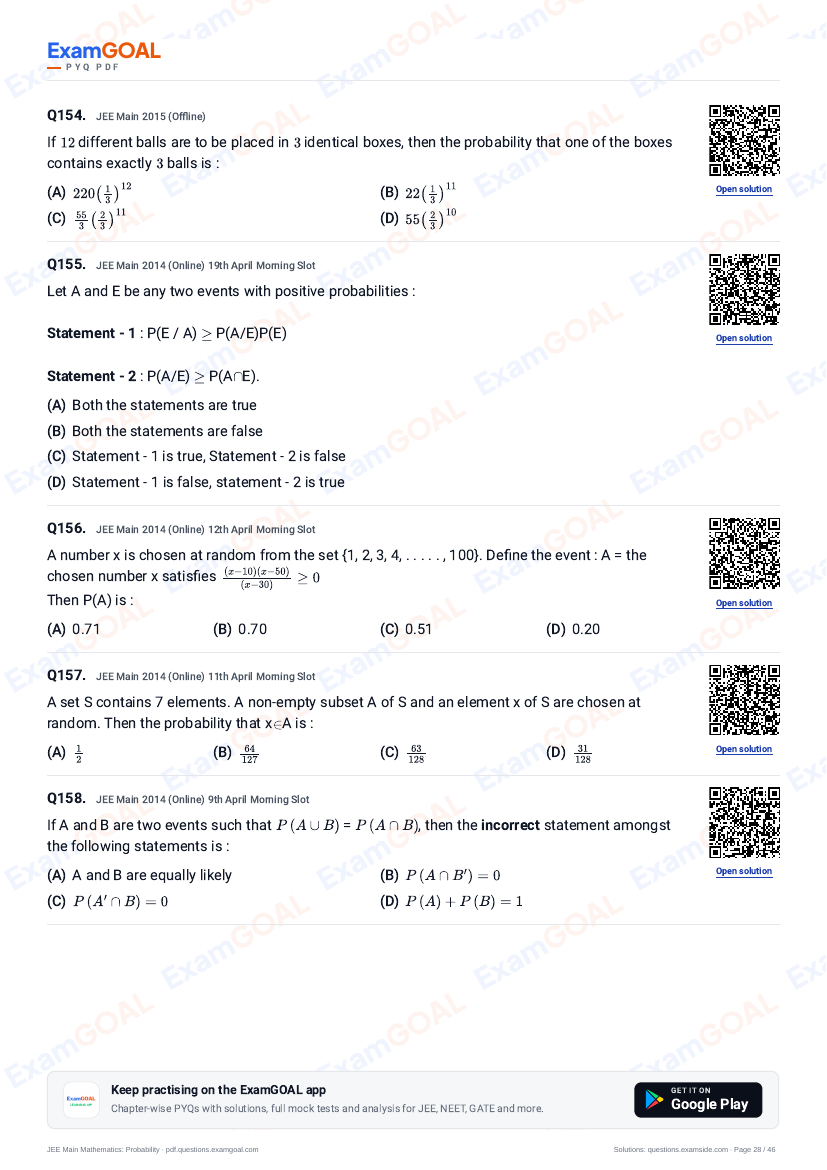 ExamGOAL
PYQ PDF
Q154. JEE Main 2015 (Offline)
If 12 different balls are to be placed in 3 identical boxes, then the probability that one of the boxes
contains exactly 3 balls is :
(A) 220(1/3)^12 (B) 22(1/3)^11
(C) 55/3 (2/3)^11 (D) 55(2/3)^10
Open solution
Q155. JEE Main 2014 (Online) 19th April Morning Slot
Let A and E be any two events with positive probabilities :
Statement - 1 : P(E / A) ≥ P(A/E)P(E)
Statement - 2 : P(A/E) ≥ P(A∩E).
(A) Both the statements are true
(B) Both the statements are false
(C) Statement - 1 is true, Statement - 2 is false
(D) Statement - 1 is false, statement - 2 is true
Open solution
Q156. JEE Main 2014 (Online) 12th April Morning Slot
A number x is chosen at random from the set {1, 2, 3, 4, . . . . . , 100}. Define the event : A = the
chosen number x satisfies (x−10)(x−50)/(x−30) ≥ 0
Then P(A) is :
(A) 0.71 (B) 0.70 (C) 0.51 (D) 0.20
Open solution
Q157. JEE Main 2014 (Online) 11th April Morning Slot
A set S contains 7 elements. A non-empty subset A of S and an element x of S are chosen at
random. Then the probability that x∈A is :
(A) 1/2 (B) 64/127 (C) 63/128 (D) 31/128
Open solution
Q158. JEE Main 2014 (Online) 9th April Morning Slot
If A and B are two events such that P (A ∪ B) = P (A ∩ B), then the incorrect statement amongst
the following statements is :
(A) A and B are equally likely (B) P (A ∩ B′) = 0
(C) P (A′ ∩ B) = 0 (D) P (A) + P (B) = 1
Open solution
Keep practising on the ExamGOAL app
Chapter-wise PYQs with solutions, full mock tests and analysis for JEE, NEET, GATE and more.
GET IT ON
Google Play
JEE Main Mathematics: Probability · pdf.questions.examgoal.com
Solutions: questions.examside.com · Page 28 / 46